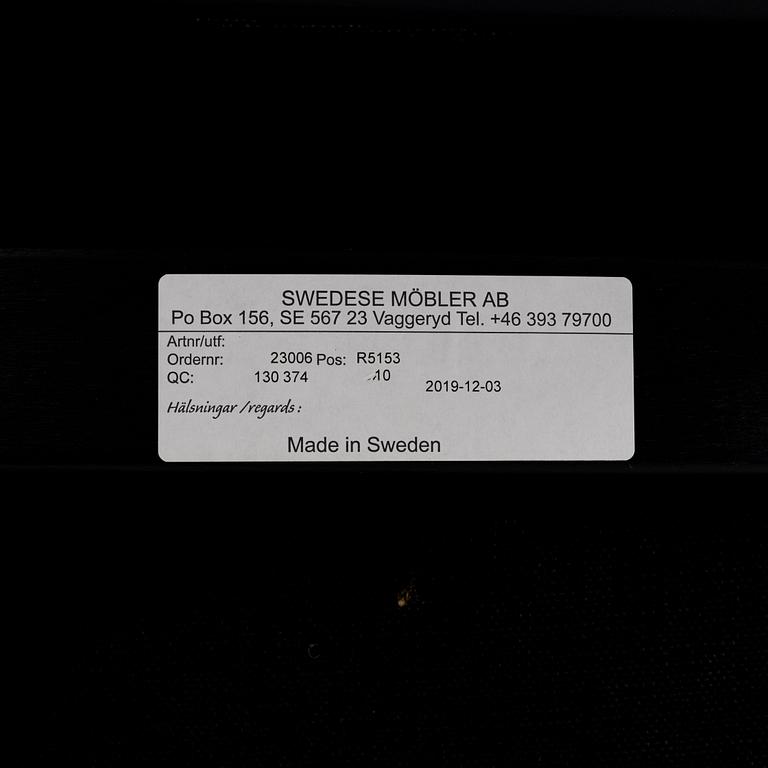 SWEDESE MÖBLER AB
Po Box 156, SE 567 23 Vaggeryd Tel. +46 393 79700
Artnr/utf:
Ordernr: 23006 Pos: R5153
QC: 130 374 10
2019-12-03
Hälsningar /regards :
Made in Sweden